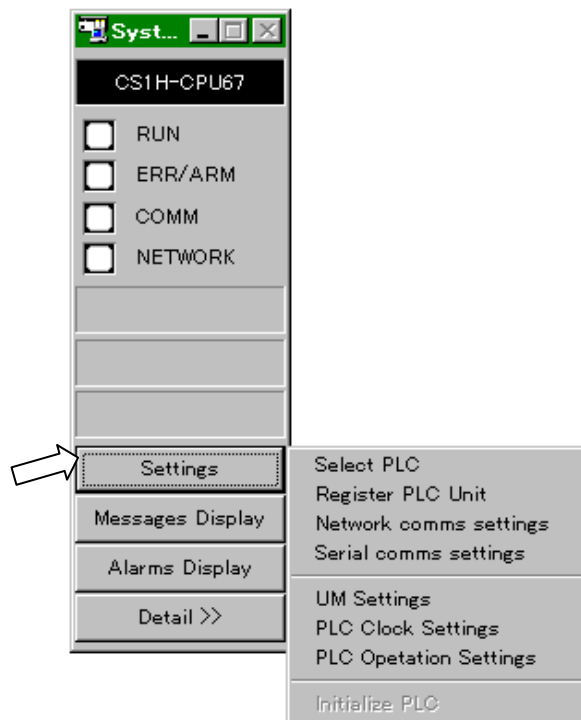 Syst...
CS1H-CPU67
RUN
ERR/ARM
COMM
NETWORK
Settings
Messages Display
Alarms Display
Detail >>
Select PLC
Register PLC Unit
Network comms settings
Serial comms settings
UM Settings
PLC Clock Settings
PLC Opetation Settings
Initialize PLC